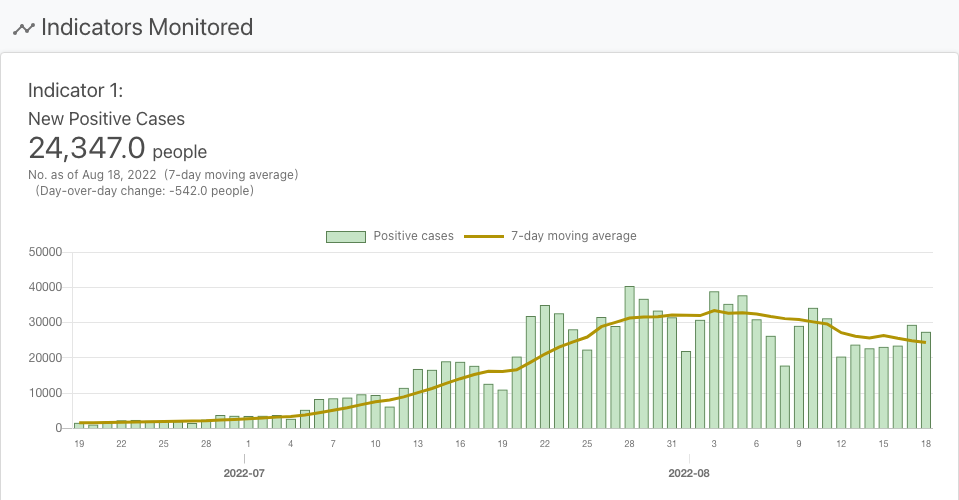 Indicators Monitored
Indicator 1:
New Positive Cases
24,347.0 people
No. as of Aug 18, 2022 (7-day moving average)
(Day-over-day change: -542.0 people)
Positive cases 7-day moving average
50000
40000
30000
20000
10000
0
19 22 25 28 1 4 7 10 13 16 19 22 25 28 31 3 6 9 12 15 18
2022-07 2022-08